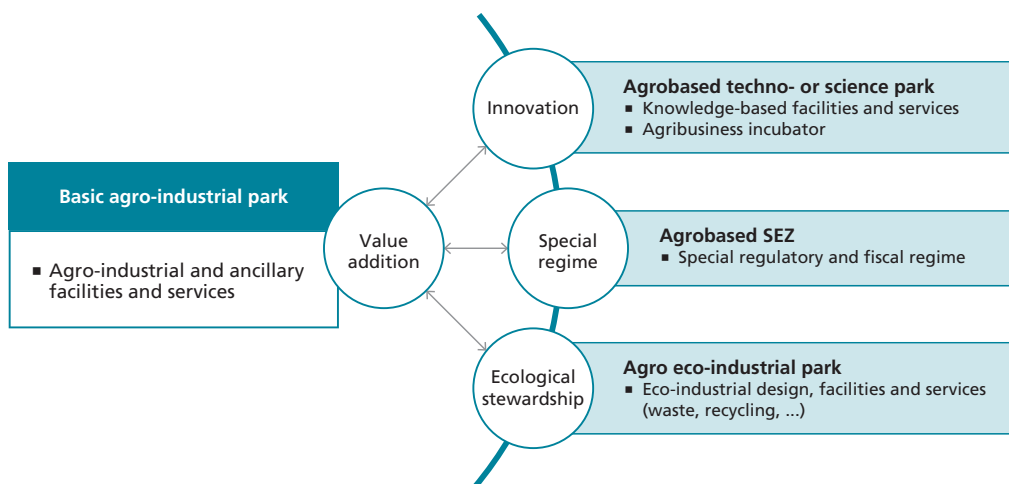 Basic agro-industrial park
▪ Agro-industrial and ancillary
facilities and services
Value
addition
Innovation
Agrobased techno- or science park
▪ Knowledge-based facilities and services
▪ Agribusiness incubator
Special
regime
Agrobased SEZ
▪ Special regulatory and fiscal regime
Ecological
stewardship
Agro eco-industrial park
▪ Eco-industrial design, facilities and services
(waste, recycling, ...)